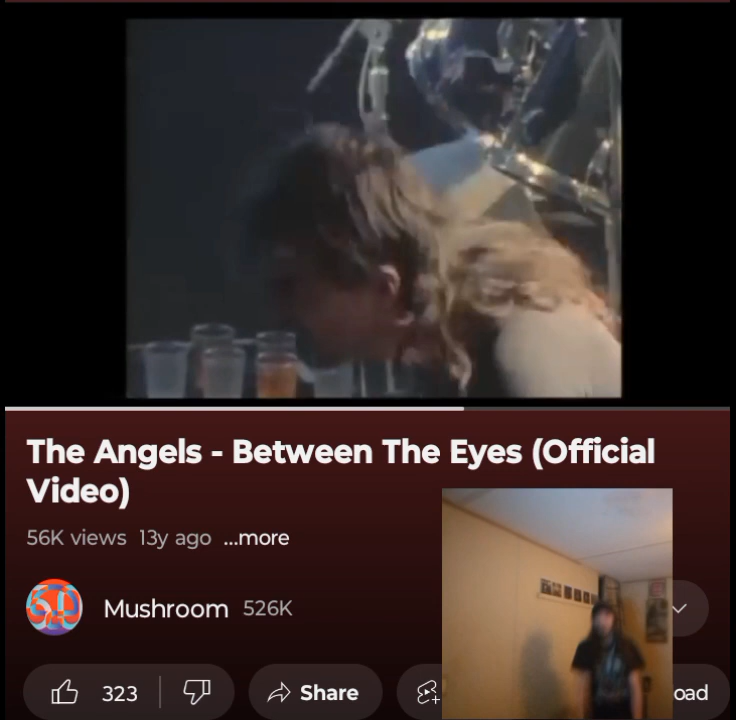 The Angels - Between The Eyes (Official
Video)
56K views 13y ago ...more
Mushroom 526K
323
Share
oad